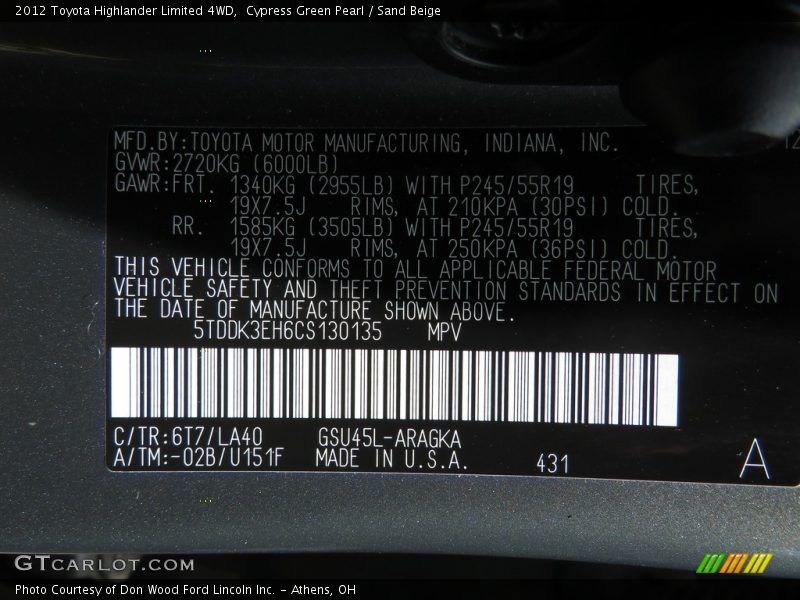 2012 Toyota Highlander Limited 4WD, Cypress Green Pearl / Sand Beige
MFD.BY:TOYOTA MOTOR MANUFACTURING, INDIANA, INC.
GVWR:2720KG (6000LB)
GAWR:FRT. 1340KG (2955LB) WITH P245/55R19 TIRES,
19X7.5J RIMS, AT 210KPA (30PSI) COLD.
RR. 1585KG (3505LB) WITH P245/55R19 TIRES,
19X7.5J RIMS, AT 250KPA (36PSI) COLD.
THIS VEHICLE CONFORMS TO ALL APPLICABLE FEDERAL MOTOR
VEHICLE SAFETY AND THEFT PREVENTION STANDARDS IN EFFECT ON
THE DATE OF MANUFACTURE SHOWN ABOVE.
5TDDK3EH6CS130135 MPV
C/TR:6T7/LA40 GSU45L-ARAGKA
A/TM:-02B/U151F MADE IN U.S.A. 431 A
GTCarlot.com
Photo Courtesy of Don Wood Ford Lincoln Inc. - Athens, OH